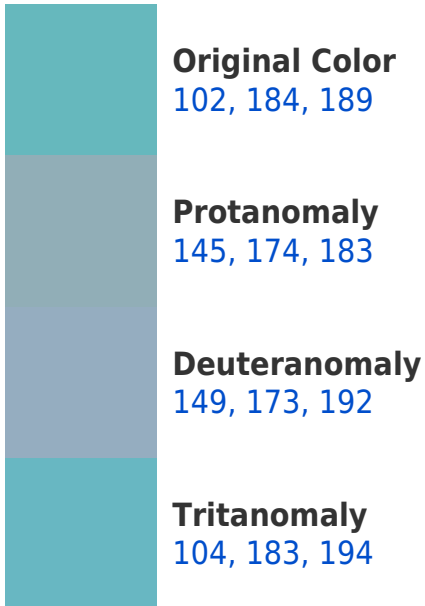 Original Color
102, 184, 189
Protanomaly
145, 174, 183
Deuteranomaly
149, 173, 192
Tritanomaly
104, 183, 194